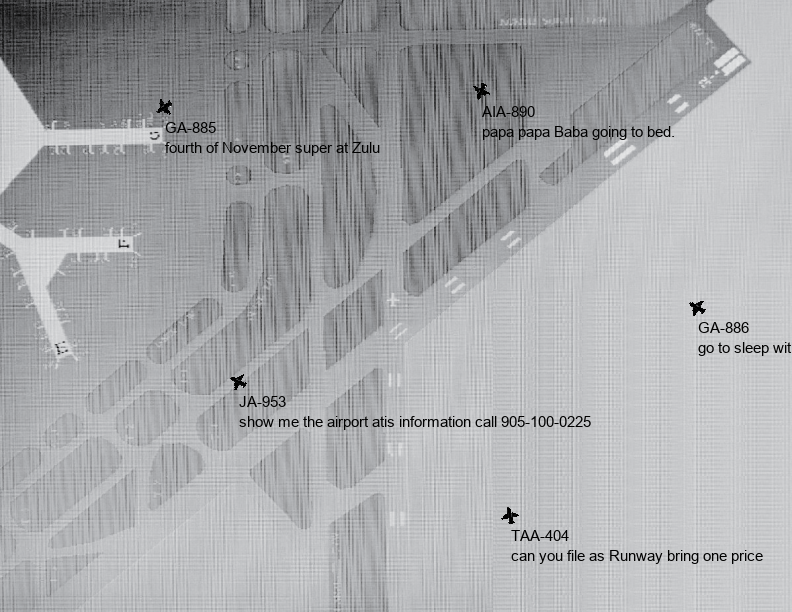 AIA-890
papa papa Baba going to bed.
GA-885
fourth of November super at Zulu
GA-886
go to sleep wit
JA-953
show me the airport atis information call 905-100-0225
TAA-404
can you file as Runway bring one price